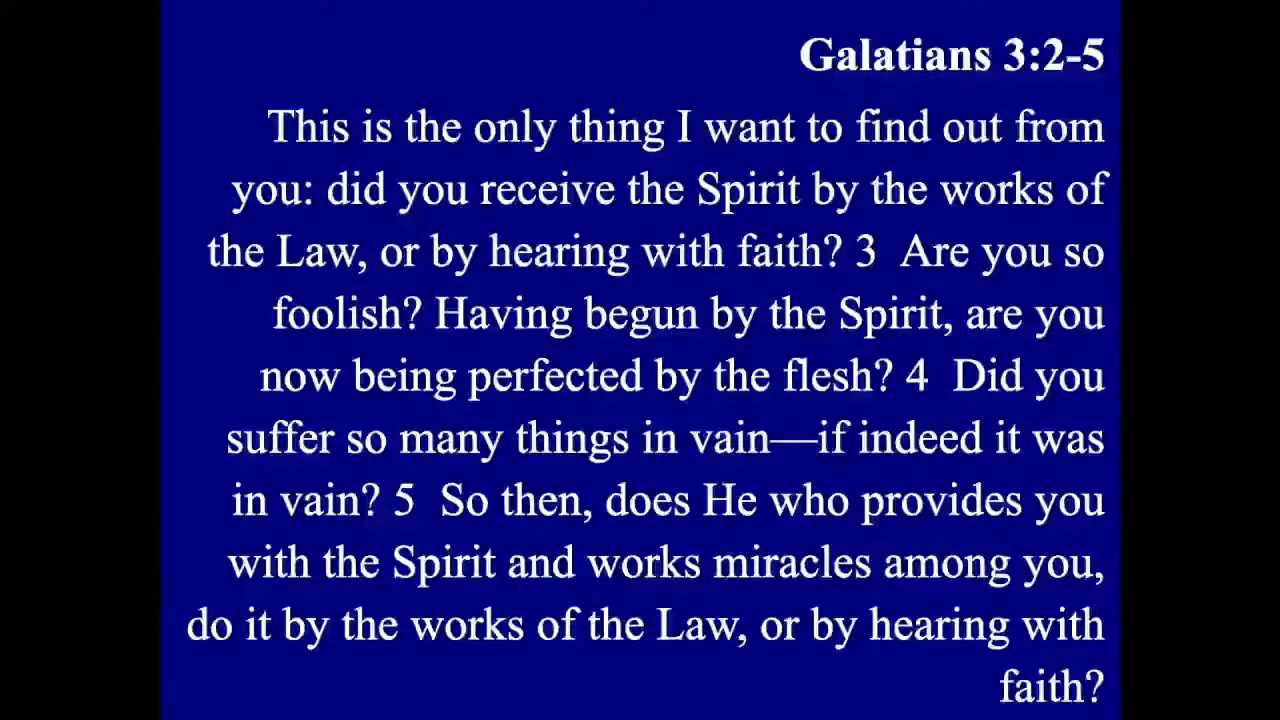 Galatians 3:2-5
This is the only thing I want to find out from
you: did you receive the Spirit by the works of
the Law, or by hearing with faith? 3  Are you so
foolish? Having begun by the Spirit, are you
now being perfected by the flesh? 4  Did you
suffer so many things in vain—if indeed it was
in vain? 5  So then, does He who provides you
with the Spirit and works miracles among you,
do it by the works of the Law, or by hearing with
faith?